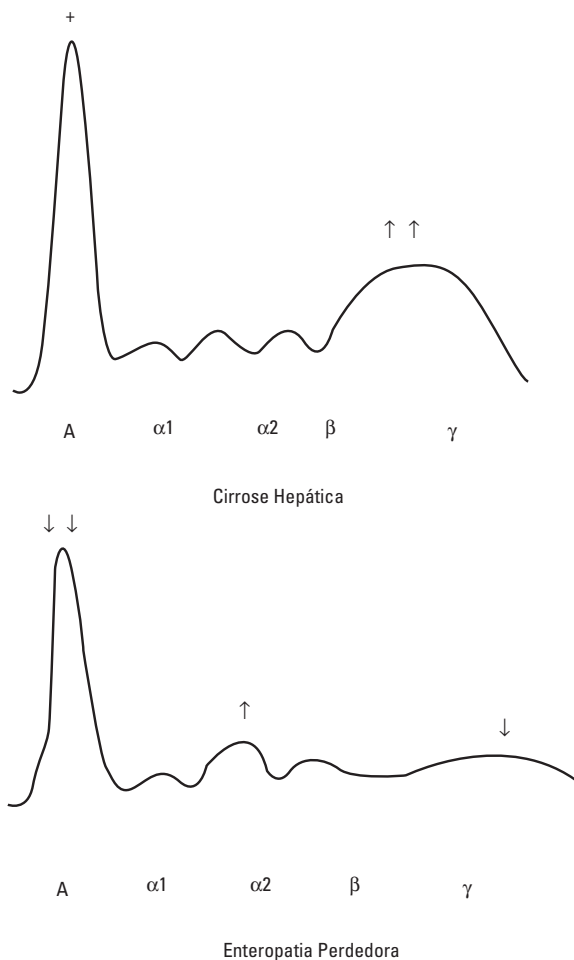 +
↑ ↑
A α1 α2 β γ
Cirrose Hepática
↓ ↓
↑
↓
A α1 α2 β γ
Enteropatia Perdedora